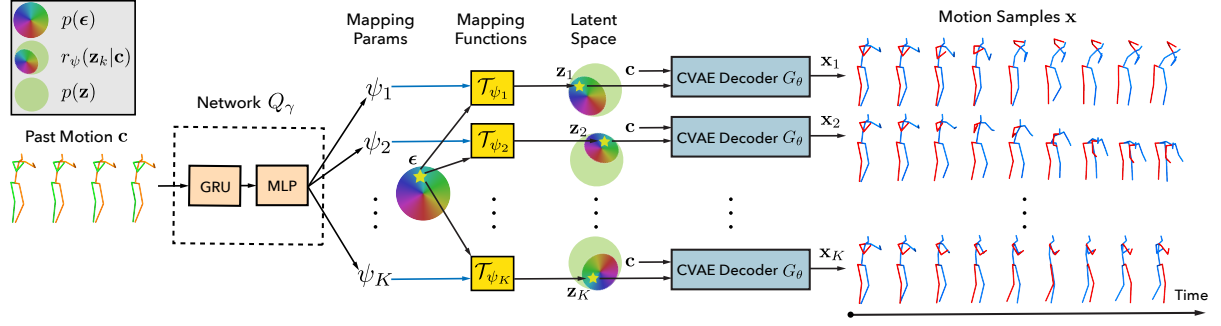 p(ϵ)
r_ψ(z_k|c)
p(z)
Past Motion c
Network Q_γ
GRU
MLP
Mapping
Params
ψ_1
ψ_2
ψ_K
ϵ
Mapping
Functions
𝒯_ψ_1
𝒯_ψ_2
𝒯_ψ_K
Latent
Space
z_1
c
z_2
c
c
z_K
CVAE Decoder G_θ
CVAE Decoder G_θ
CVAE Decoder G_θ
x_1
x_2
x_K
Motion Samples x
Time